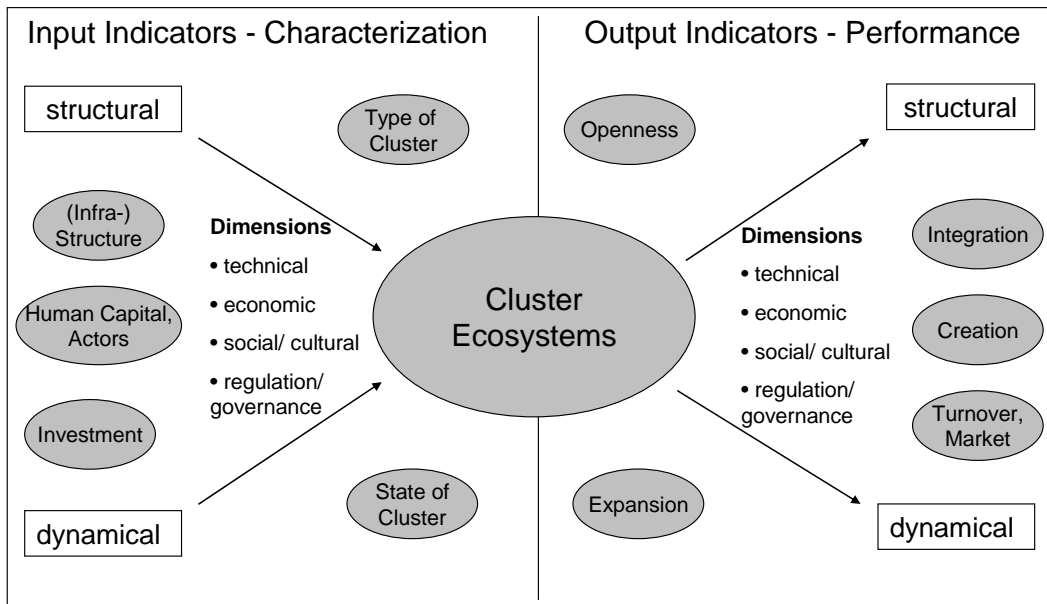 Input Indicators - Characterization
structural
Type of
Cluster
(Infra-)
Structure
Human Capital,
Actors
Investment
Dimensions
• technical
• economic
• social/ cultural
• regulation/
governance
State of
Cluster
dynamical
Cluster
Ecosystems
Output Indicators - Performance
Openness
structural
Dimensions
• technical
• economic
• social/ cultural
• regulation/
governance
Integration
Creation
Turnover,
Market
Expansion
dynamical